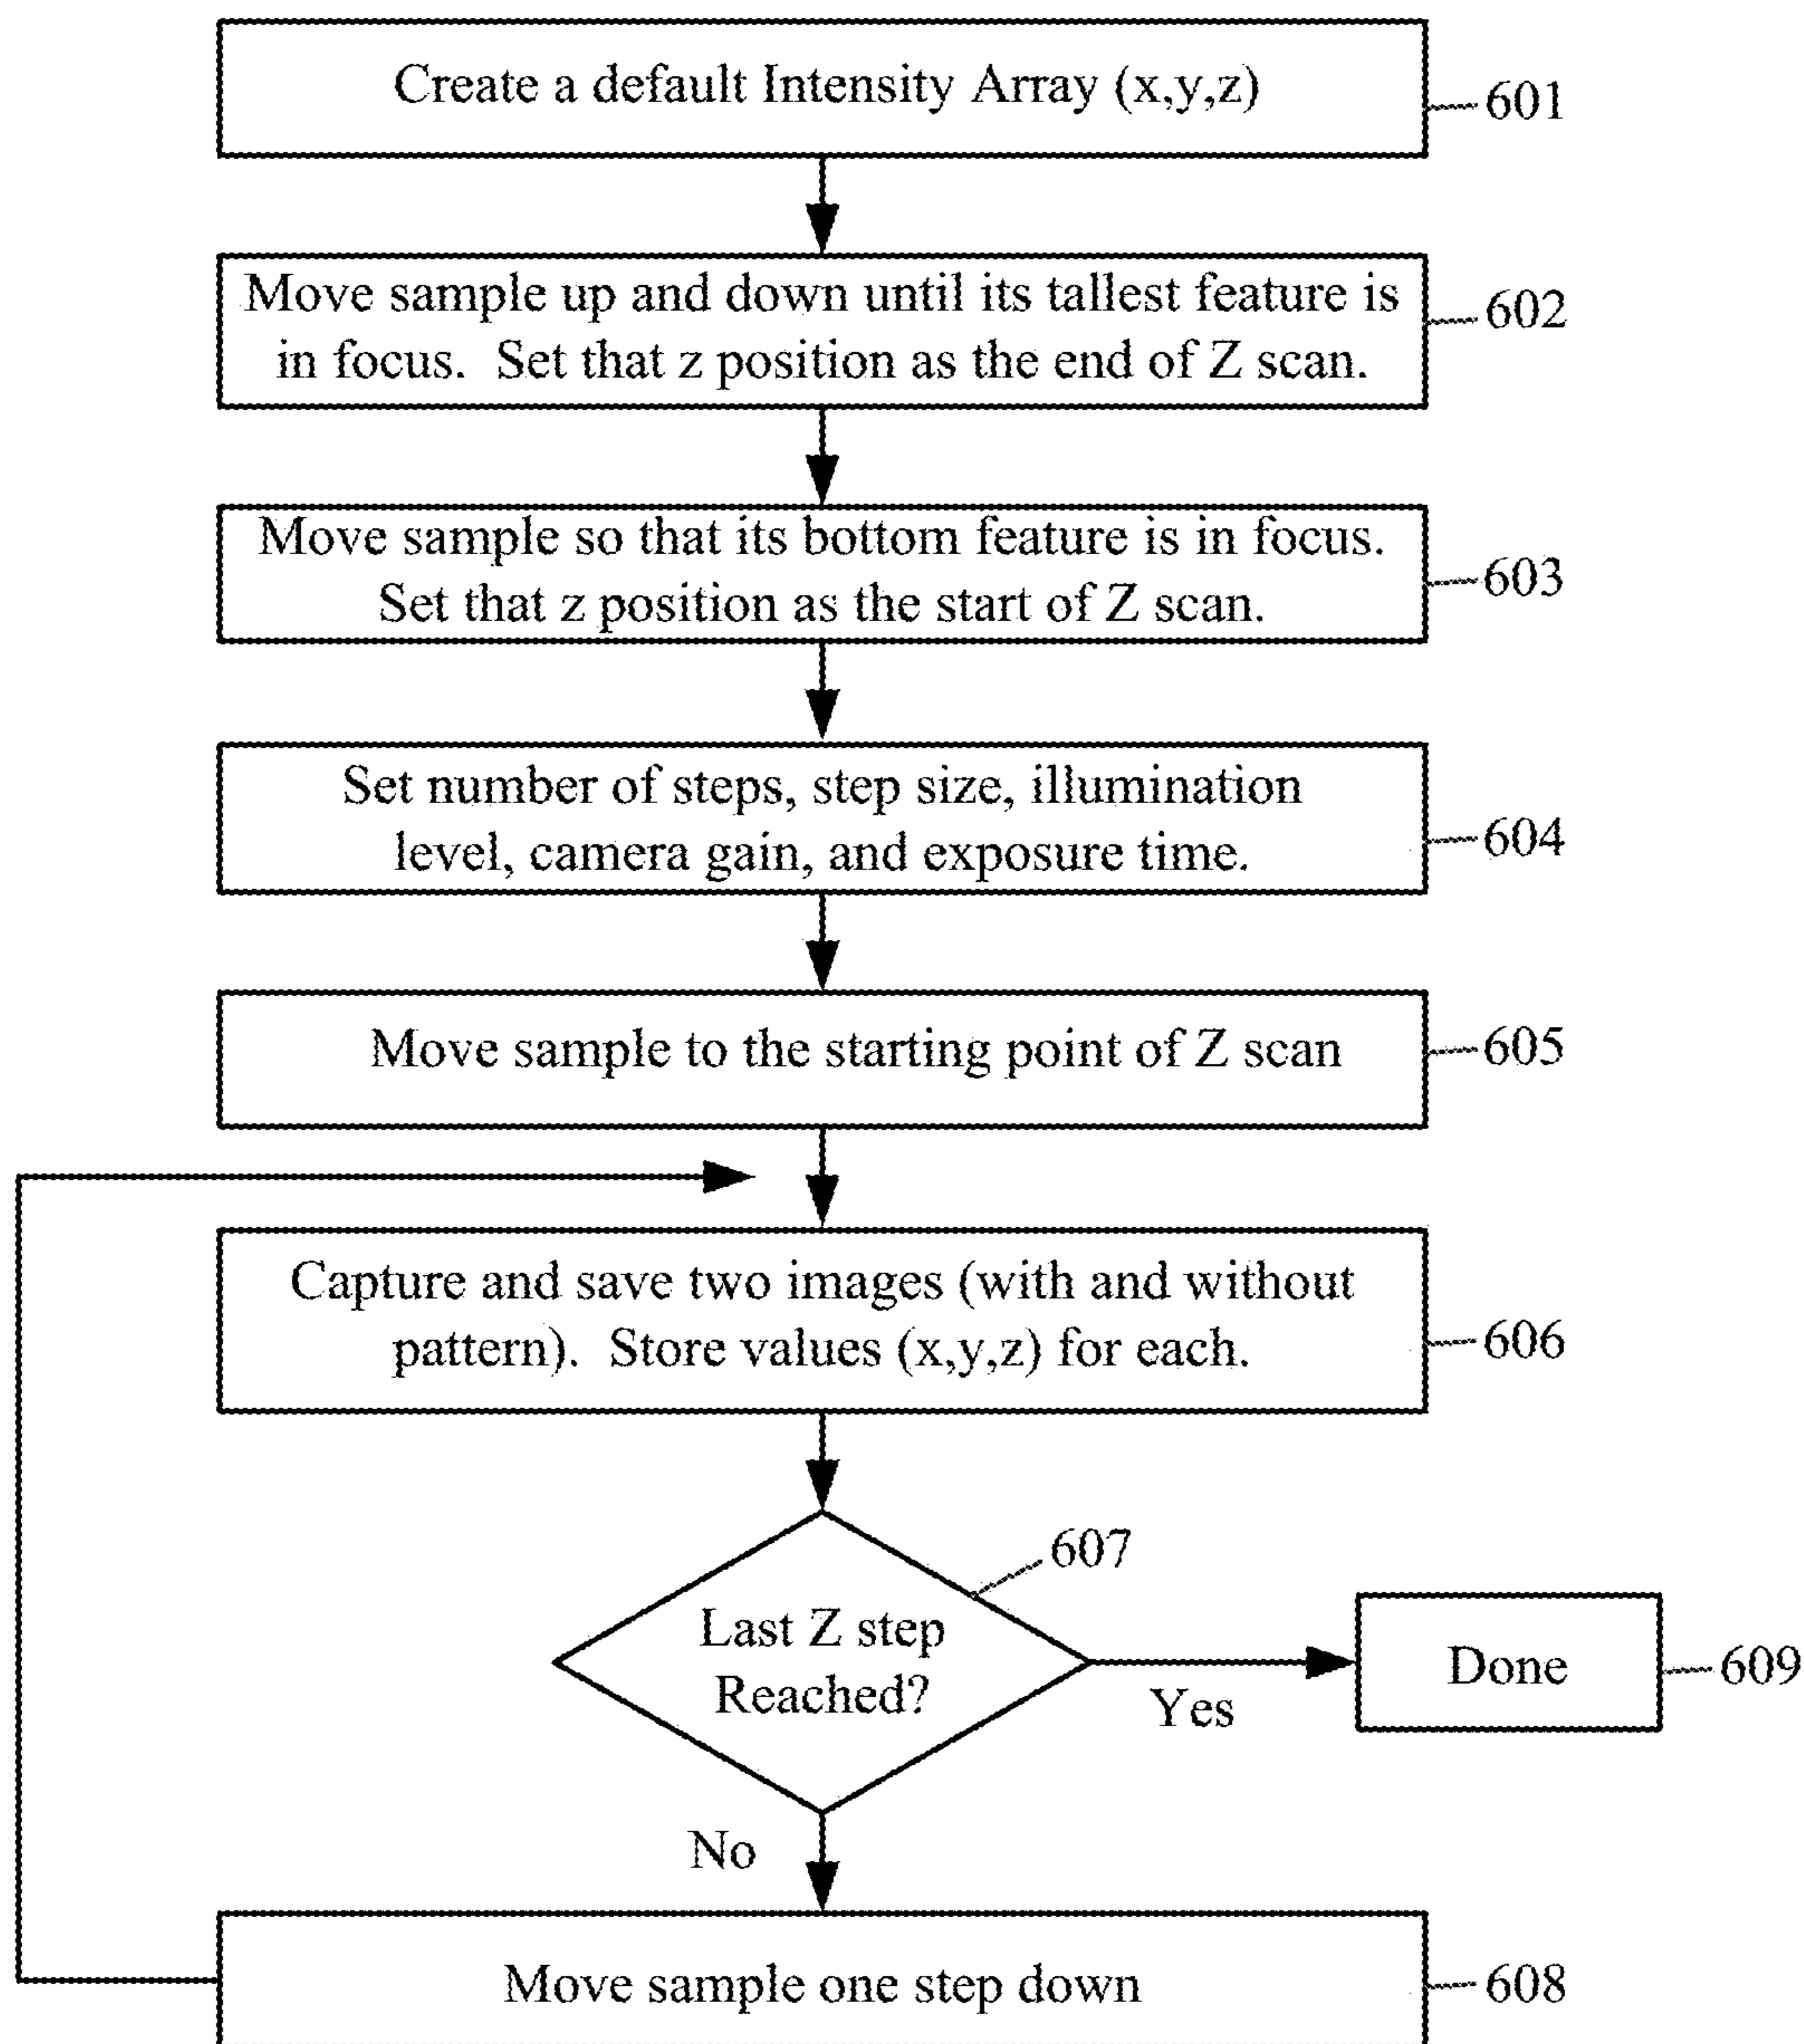 Create a default Intensity Array (x,y,z)
601
Move sample up and down until its tallest feature is
in focus.  Set that z position as the end of Z scan.
602
Move sample so that its bottom feature is in focus.
Set that z position as the start of Z scan.
603
Set number of steps, step size, illumination
level, camera gain, and exposure time.
604
Move sample to the starting point of Z scan
605
Capture and save two images (with and without
pattern).  Store values (x,y,z) for each.
606
607
Last Z step
Reached?
Yes
Done
609
No
Move sample one step down
608